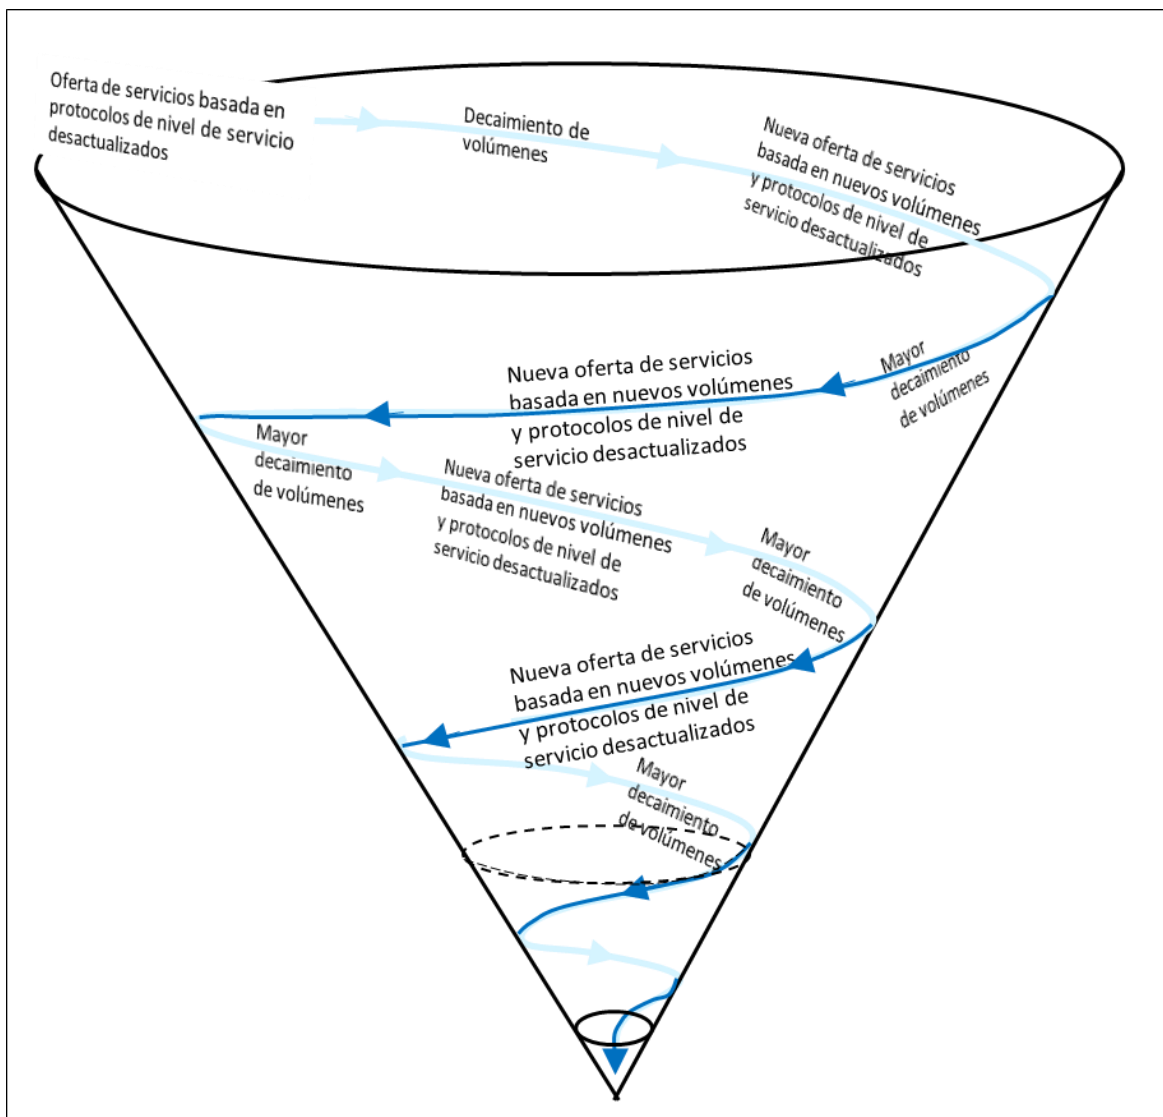 Oferta de servicios basada en
protocolos de nivel de servicio
desactualizados
Decaimiento de
volúmenes
Nueva oferta de servicios
basada en nuevos volúmenes
y protocolos de nivel de
servicio desactualizados
Mayor
decaimiento
de volúmenes
Nueva oferta de servicios
basada en nuevos volúmenes
y protocolos de nivel de
servicio desactualizados
Mayor
decaimiento
de volúmenes
Nueva oferta de servicios
basada en nuevos volúmenes
y protocolos de nivel de
servicio desactualizados
Mayor
decaimiento
de volúmenes
Nueva oferta de servicios
basada en nuevos volúmenes
y protocolos de nivel de
servicio desactualizados
Mayor
decaimiento
de volúmenes